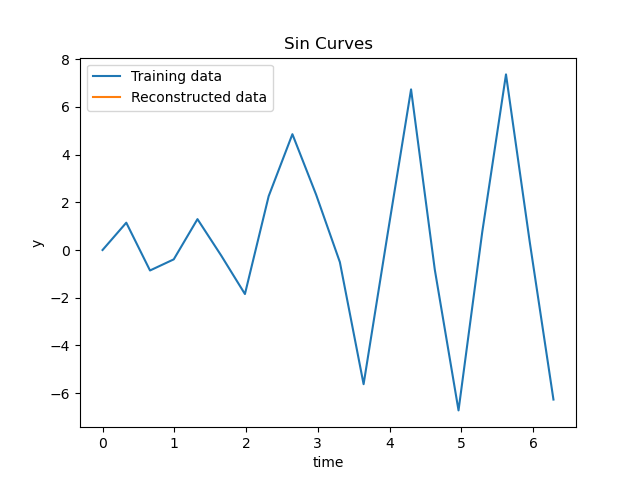 Sin Curves
Training data
Reconstructed data
8
6
4
2
0
−2
−4
−6
y
0 1 2 3 4 5 6
time